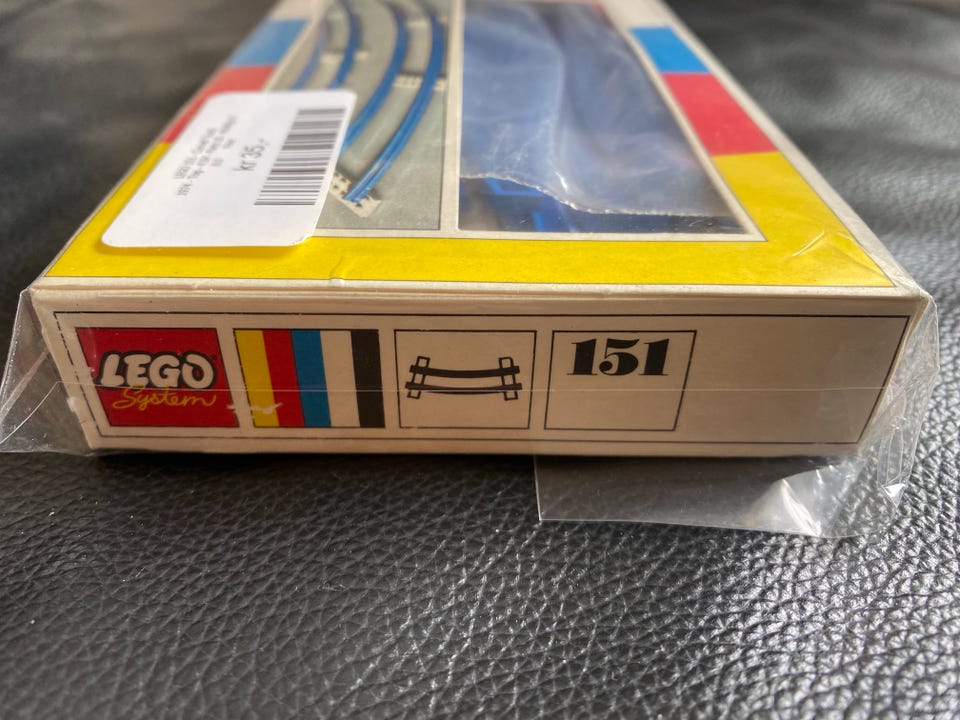 kr 35,-
LEGO
System
151